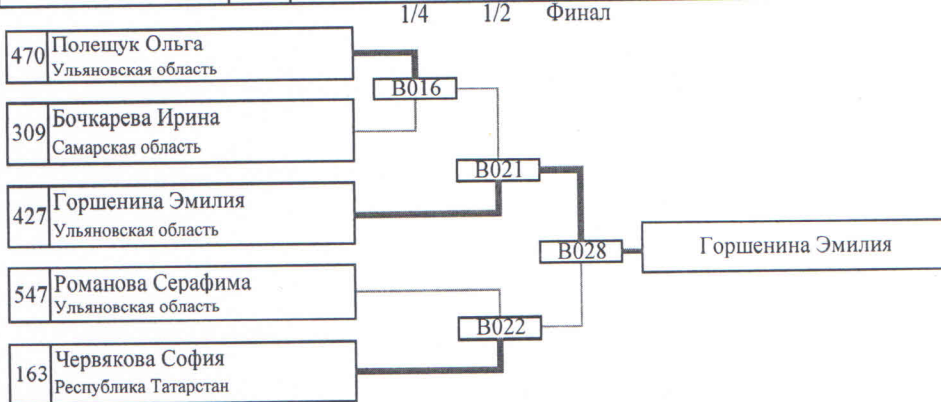 1/4 1/2 Финал
470 Полещук Ольга
Ульяновская область
B016
309 Бочкарева Ирина
Самарская область
B021
427 Горшенина Эмилия
Ульяновская область
B028 Горшенина Эмилия
547 Романова Серафима
Ульяновская область
B022
163 Червякова София
Республика Татарстан